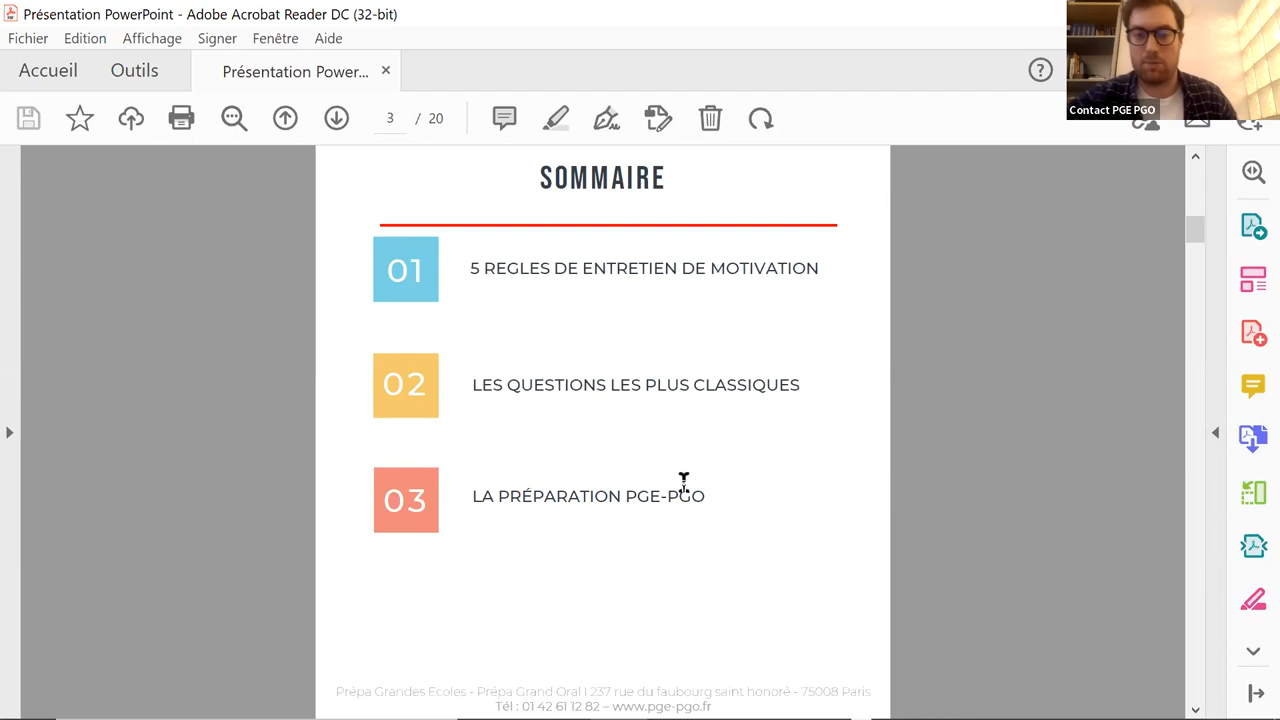 Présentation PowerPoint - Adobe Acrobat Reader DC (32-bit)
Fichier Edition Affichage Signer Fenêtre Aide
Accueil Outils Présentation Power... ×
3 / 20
Contact PGE PGO
SOMMAIRE
01 5 REGLES DE ENTRETIEN DE MOTIVATION
02 LES QUESTIONS LES PLUS CLASSIQUES
03 LA PRÉPARATION PGE-PGO
Prépa Grandes Ecoles - Prépa Grand Oral I 237 rue du faubourg saint honoré - 75008 Paris
Tél : 01 42 61 12 82 – www.pge-pgo.fr